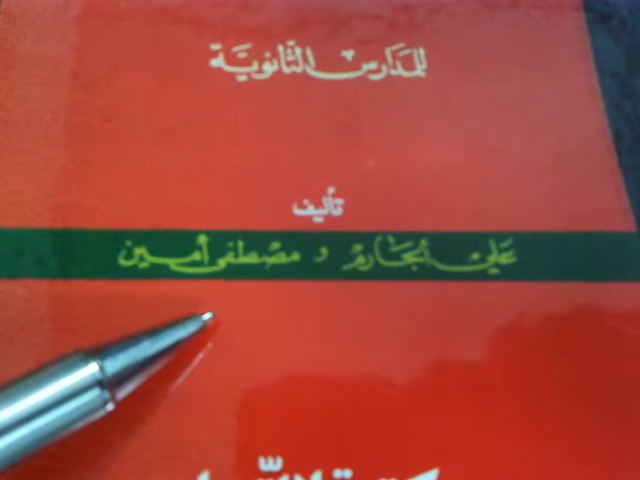 للمدارس الثانوية
تأليف
علي الجارم و مصطفى أمين